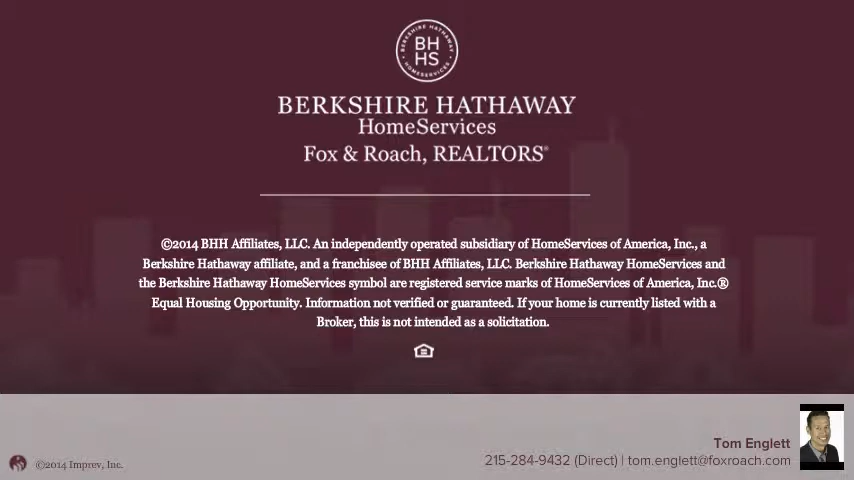 BERKSHIRE HATHAWAY HOMESERVICES
BH
HS
BERKSHIRE HATHAWAY
HomeServices
Fox & Roach, REALTORS®
©2014 BHH Affiliates, LLC. An independently operated subsidiary of HomeServices of America, Inc., a
Berkshire Hathaway affiliate, and a franchisee of BHH Affiliates, LLC. Berkshire Hathaway HomeServices and
the Berkshire Hathaway HomeServices symbol are registered service marks of HomeServices of America, Inc.®
Equal Housing Opportunity. Information not verified or guaranteed. If your home is currently listed with a
Broker, this is not intended as a solicitation.
Tom Englett
215-284-9432 (Direct) | tom.englett@foxroach.com
©2014 Imprev, Inc.